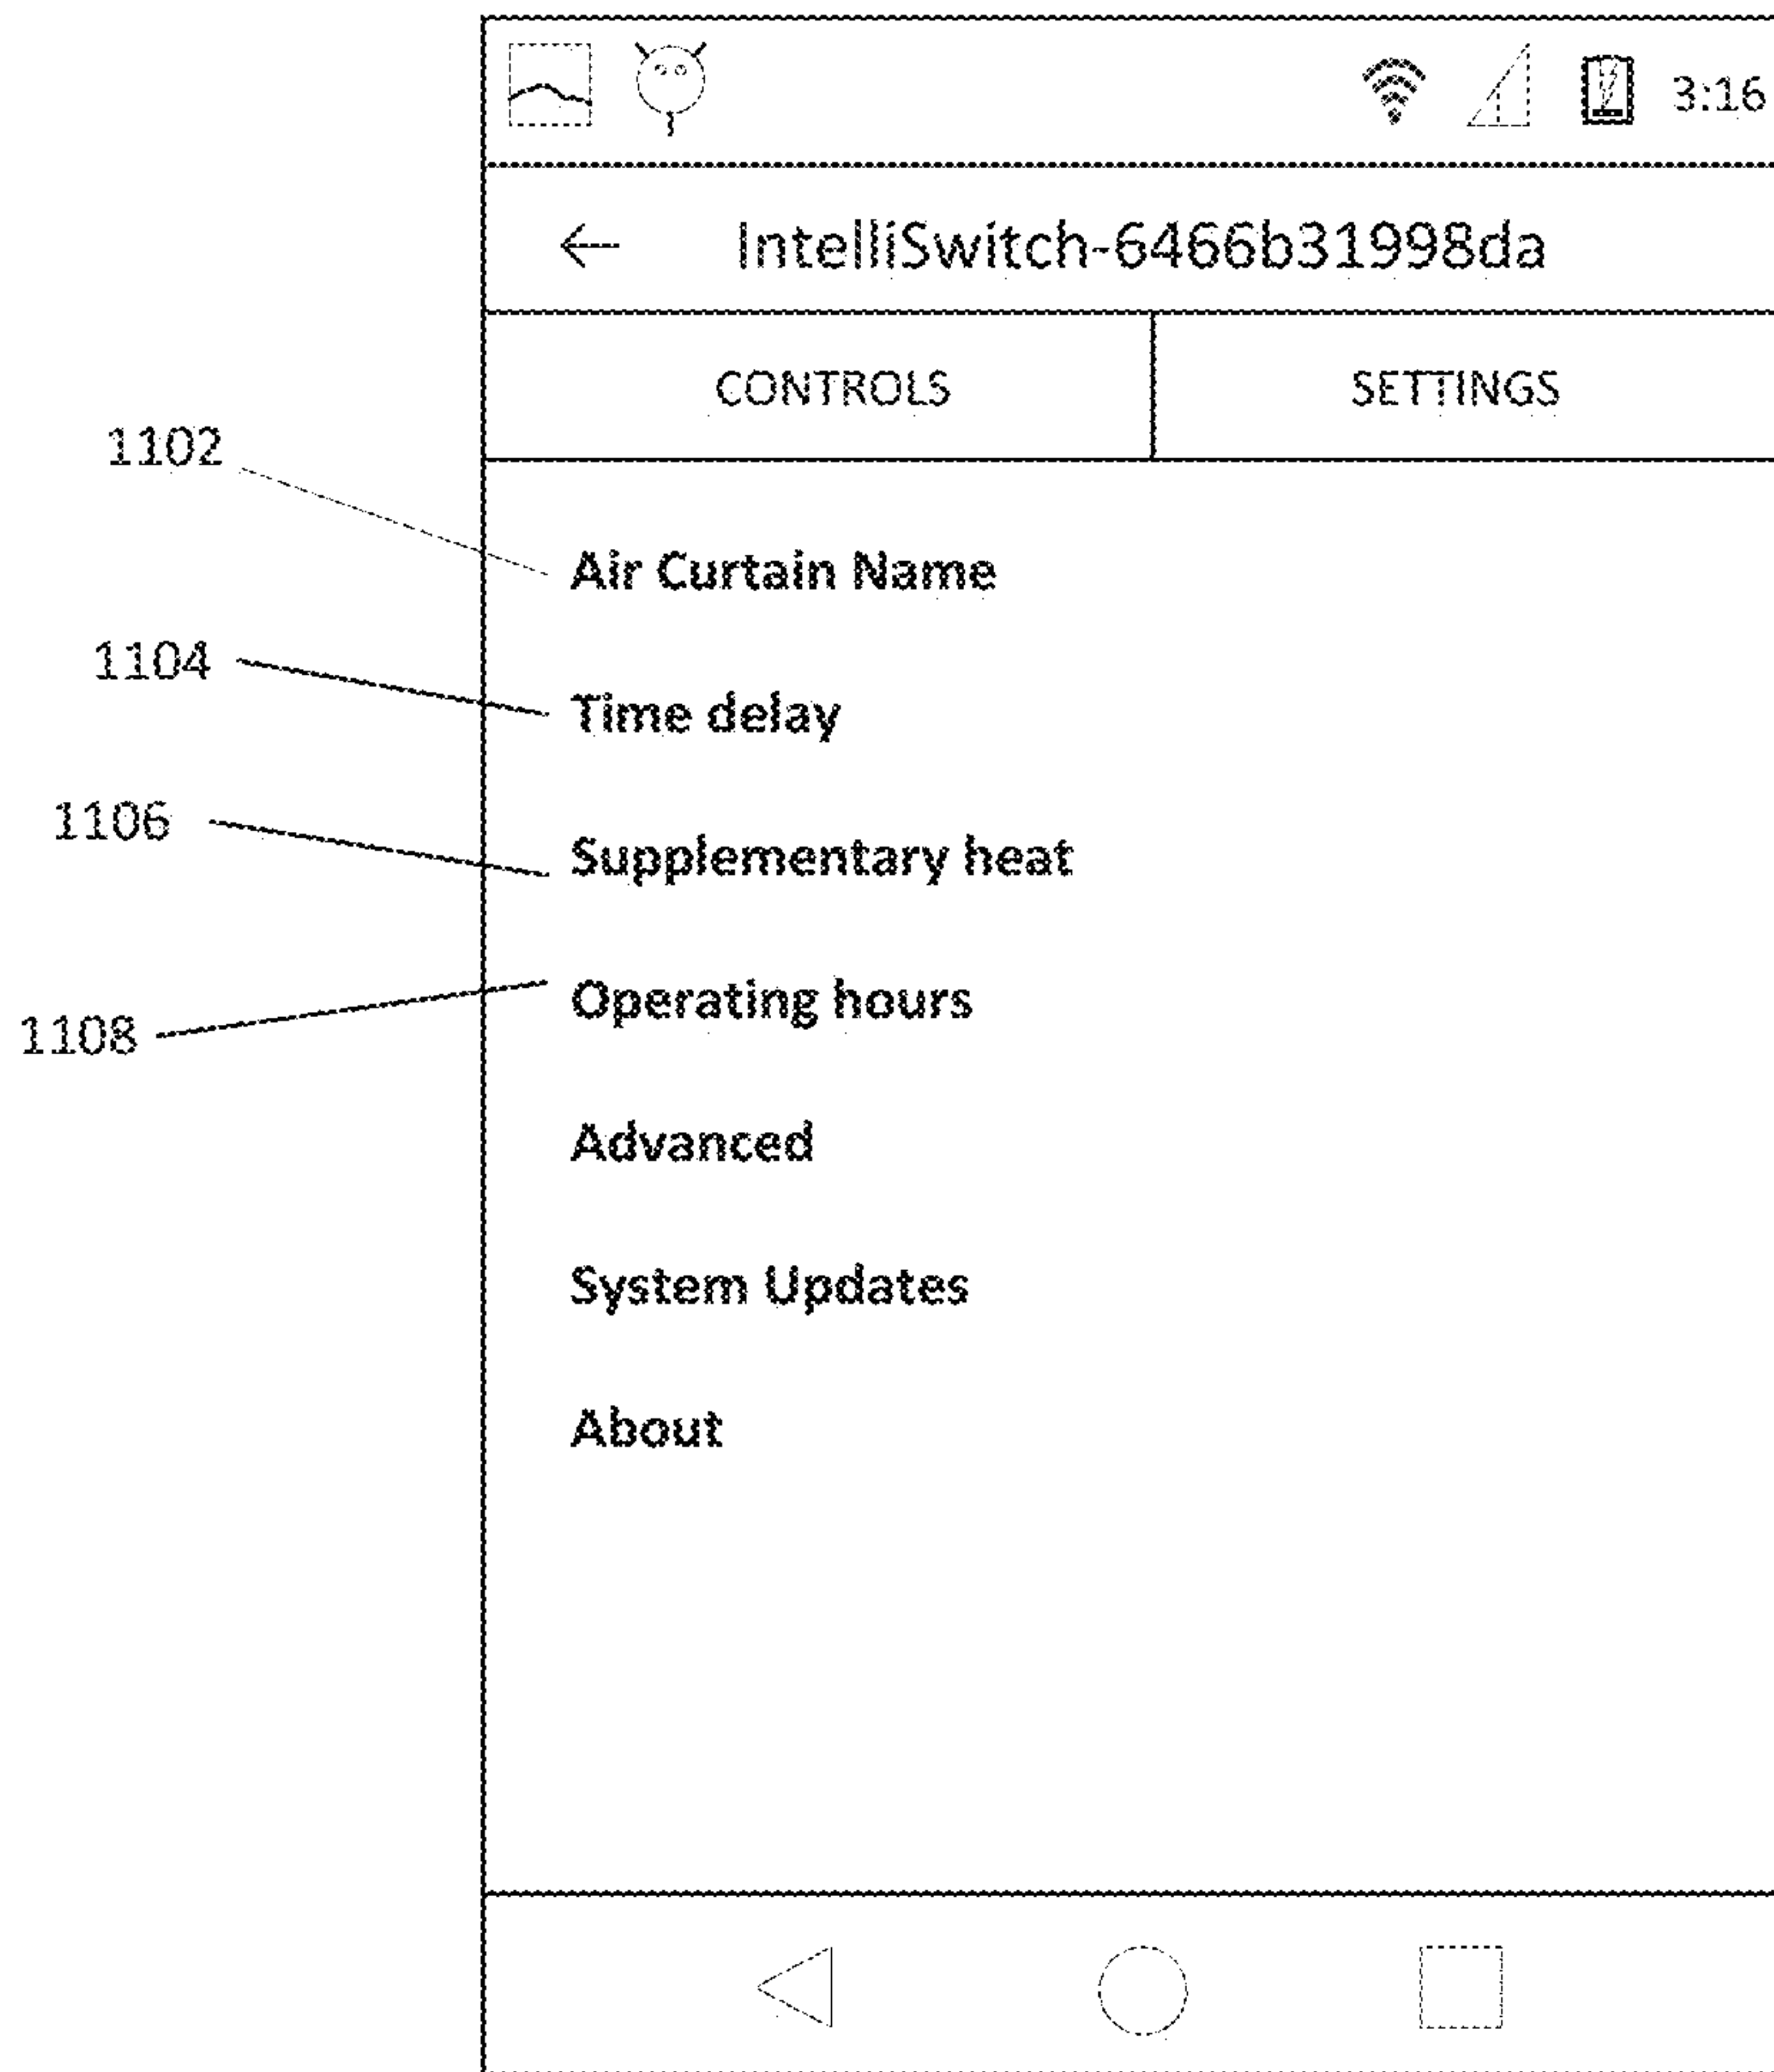 3:16
IntelliSwitch-6466b31998da
CONTROLS SETTINGS
1102
Air Curtain Name
1104
Time delay
1106
Supplementary heat
1108
Operating hours
Advanced
System Updates
About